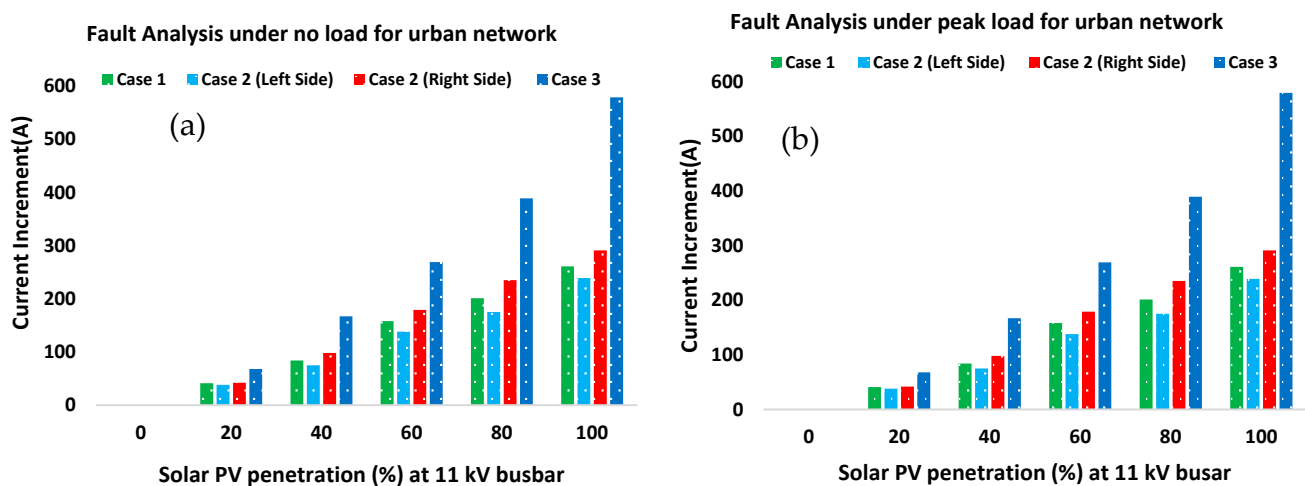 Fault Analysis under no load for urban network
Case 1 Case 2 (Left Side) Case 2 (Right Side) Case 3
(a)
Current Increment(A)
600
500
400
300
200
100
0
0 20 40 60 80 100
Solar PV penetration (%) at 11 kV busbar
Fault Analysis under peak load for urban network
Case 1 Case 2 (Left Side) Case 2 (Right Side) Case 3
(b)
Current Increment(A)
600
500
400
300
200
100
0
0 20 40 60 80 100
Solar PV penetration (%) at 11 kV busar